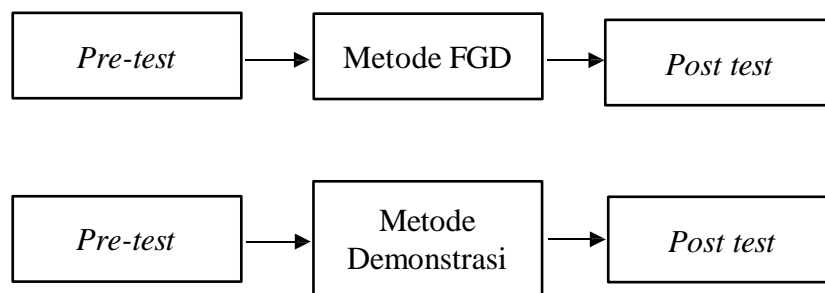 Pre-test
Metode FGD
Post test
Pre-test
Metode
Demonstrasi
Post test